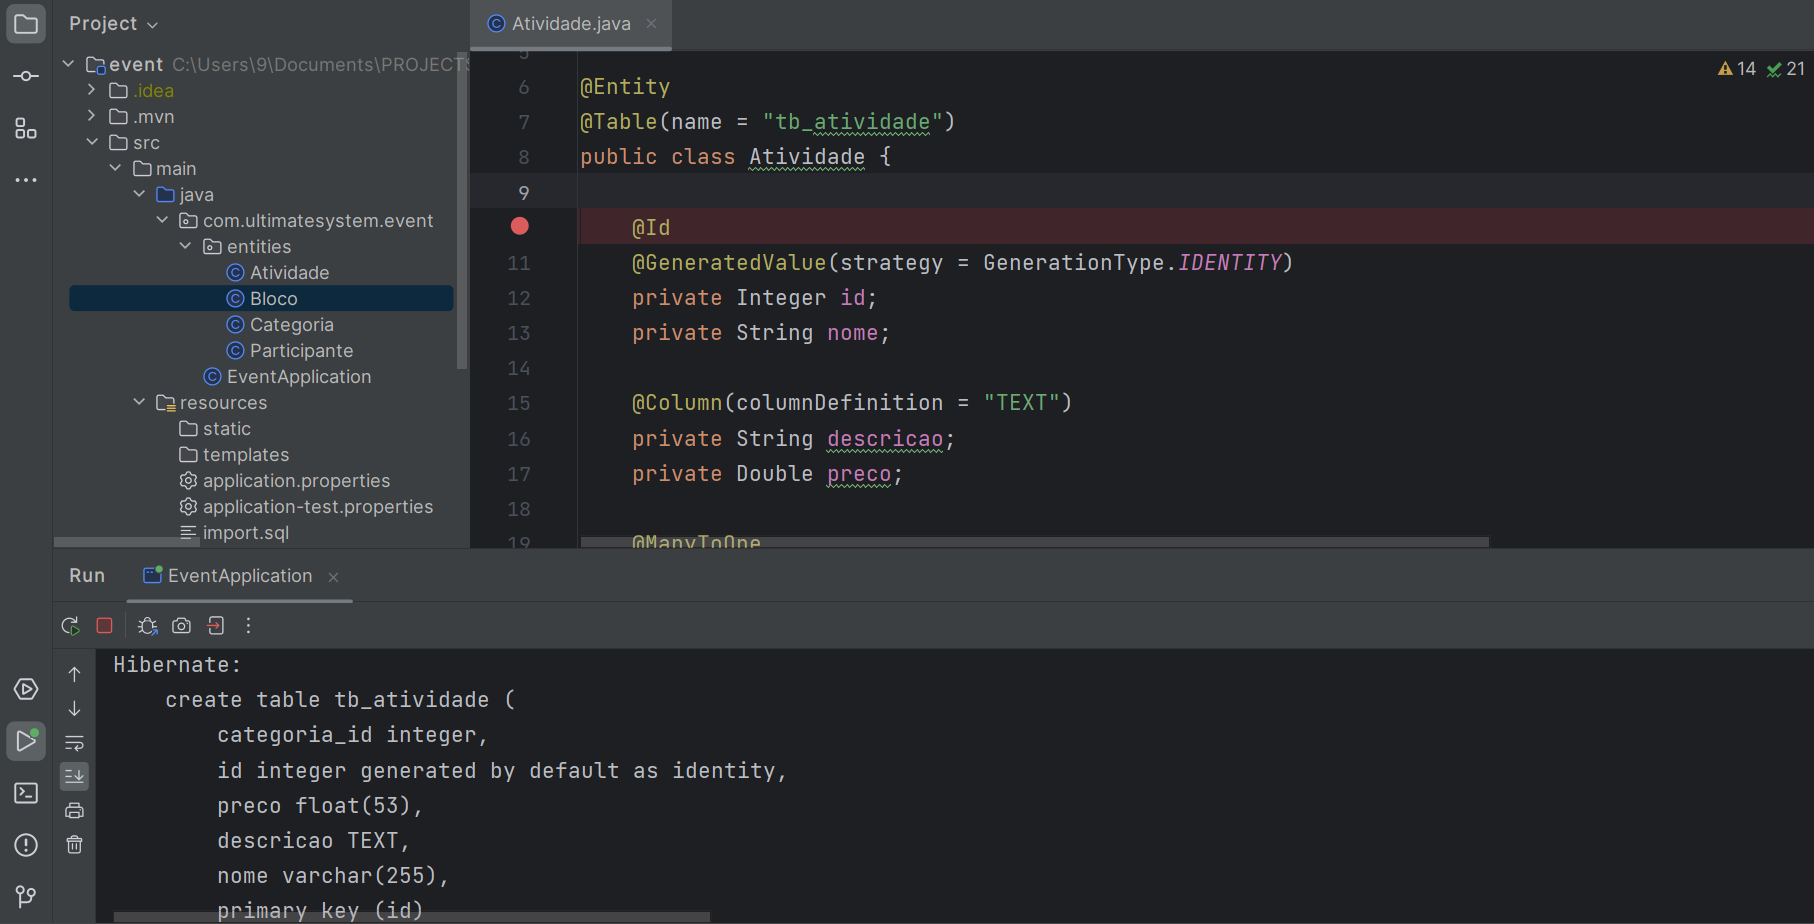 Project
event C:\Users\9\Documents\PROJECTS
.idea
.mvn
src
main
java
com.ultimatesystem.event
entities
Atividade
Bloco
Categoria
Participante
EventApplication
resources
static
templates
application.properties
application-test.properties
import.sql
Atividade.java
14 21
5
6 @Entity
7 @Table(name = "tb_atividade")
8 public class Atividade {
9
@Id
11 @GeneratedValue(strategy = GenerationType.IDENTITY)
12 private Integer id;
13 private String nome;
14
15 @Column(columnDefinition = "TEXT")
16 private String descricao;
17 private Double preco;
18
19 @ManyToOne
Run EventApplication
Hibernate:
create table tb_atividade (
categoria_id integer,
id integer generated by default as identity,
preco float(53),
descricao TEXT,
nome varchar(255),
primary key (id)